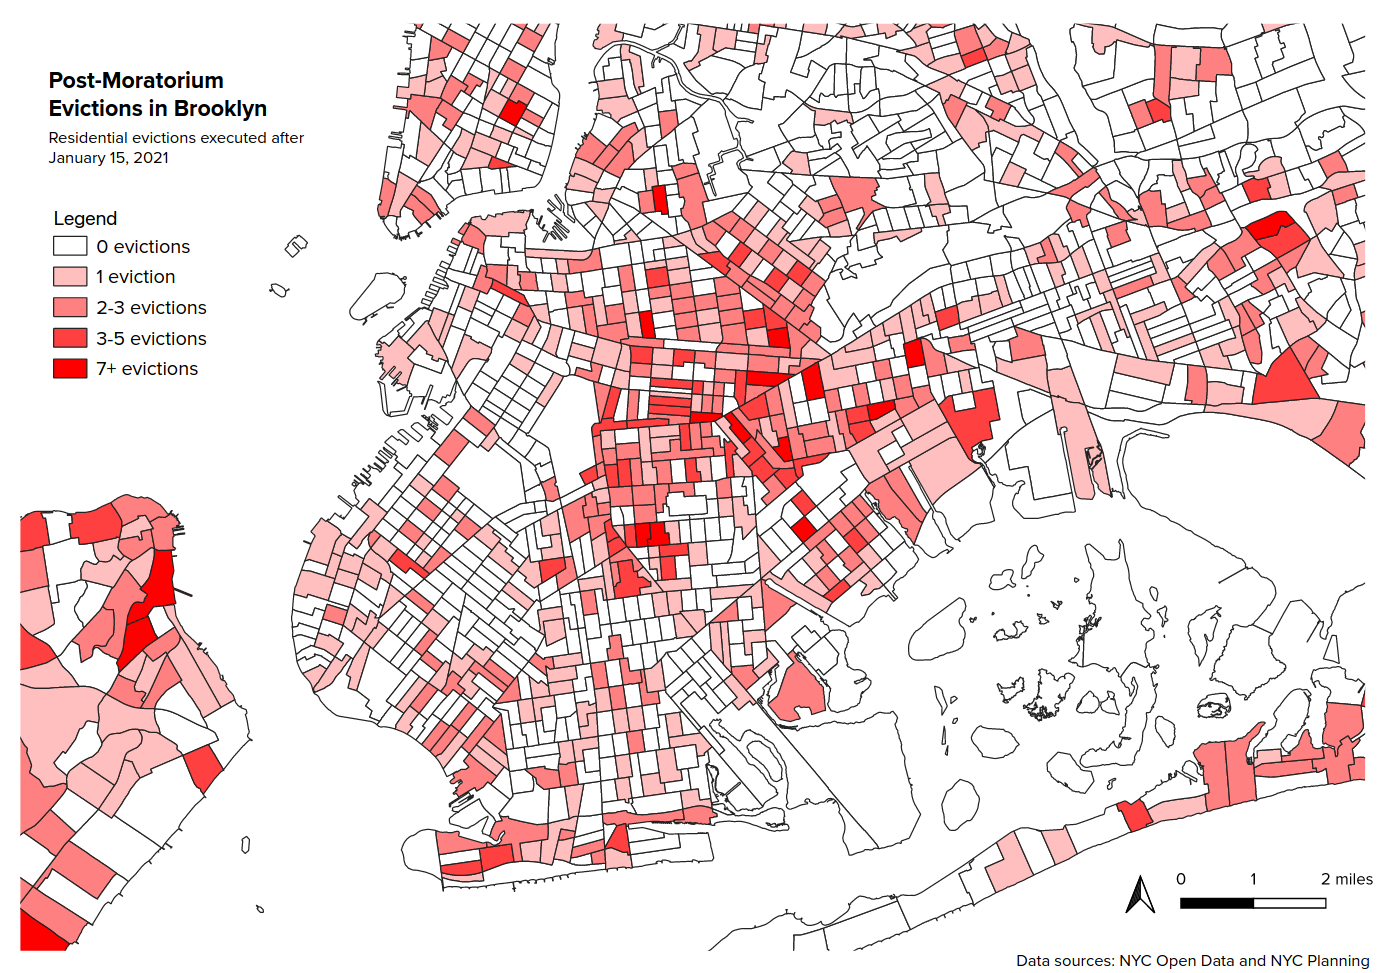 Post-Moratorium
Evictions in Brooklyn
Residential evictions executed after
January 15, 2021
Legend
0 evictions
1 eviction
2-3 evictions
3-5 evictions
7+ evictions
0 1 2 miles
Data sources: NYC Open Data and NYC Planning